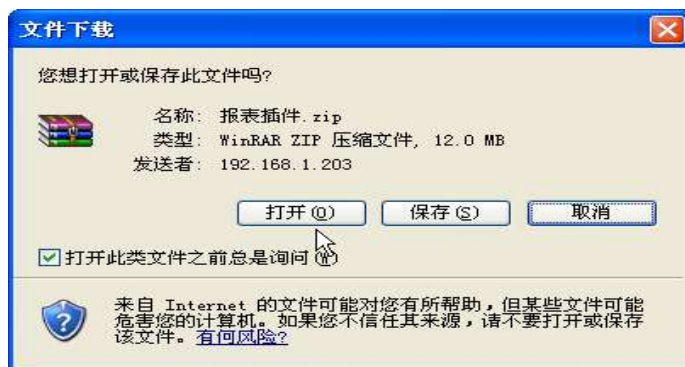 文件下载
您想打开或保存此文件吗?
名称: 报表插件.zip
类型: WinRAR ZIP 压缩文件, 12.0 MB
发送者: 192.168.1.203
打开(O) 保存(S) 取消
打开此类文件之前总是询问(W)
来自 Internet 的文件可能对您有所帮助，但某些文件可能
危害您的计算机。如果您不信任其来源，请不要打开或保存
该文件。有何风险?